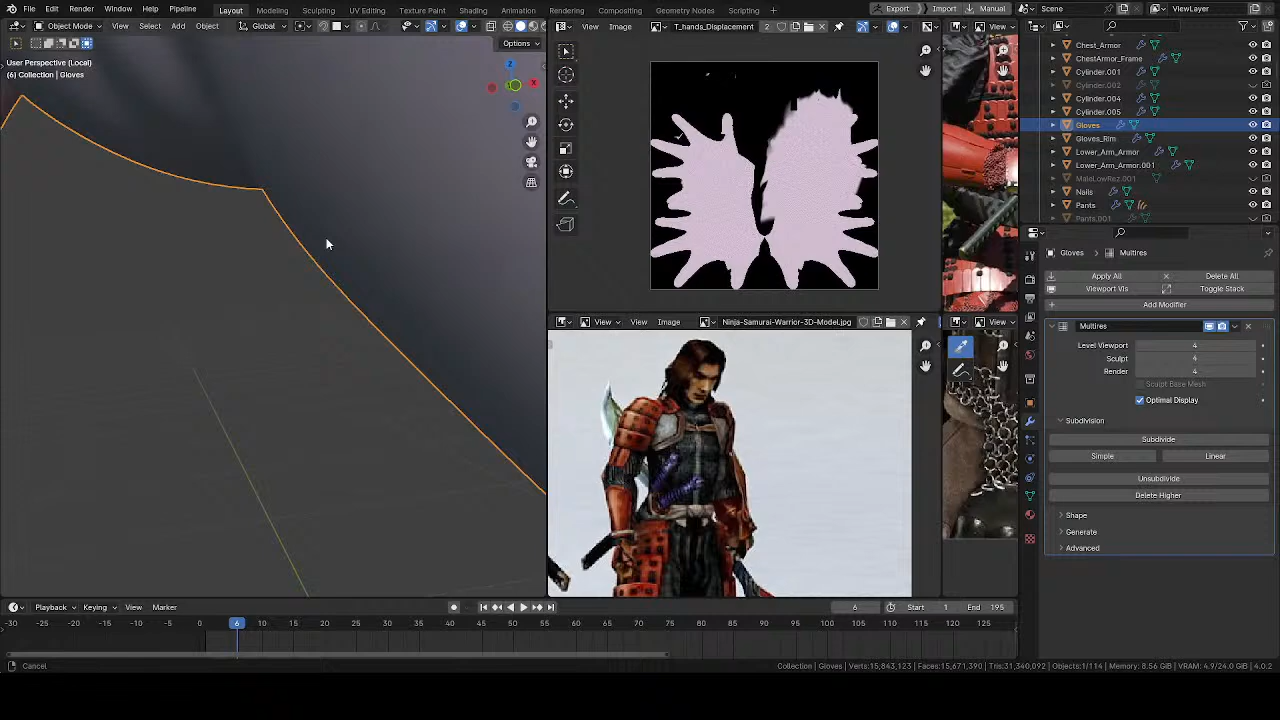 File Edit Render Window Help Pipeline Layout Modeling Sculpting UV Editing Texture Paint Shading Animation Rendering Compositing Geometry Nodes Scripting Export Import Manual Scene ViewLayer
Object Mode View Select Add Object Global View Image T_hands_Displacement 2
Options
User Perspective (Local)
(6) Collection | Gloves
Z
X
Chest_Armor
ChestArmor_Frame
Cylinder.001
Cylinder.002
Cylinder.004
Cylinder.005
Gloves
Gloves_Rim
Lower_Arm_Armor
Lower_Arm_Armor.001
MaleLowRez.001
Nails
Pants
Pants.001
Gloves Multires
Apply All Delete All
Viewport Vis Toggle Stack
Add Modifier
View View Image Ninja-Samurai-Warrior-3D-Model.jpg View
Multires
Level Viewport 4
Sculpt 4
Render 4
Sculpt Base Mesh
Optimal Display
Subdivision
Subdivide
Simple Linear
Unsubdivide
Delete Higher
Shape
Generate
Advanced
Playback Keying View Marker 6 Start 1 End 195
-30 -25 -20 -15 -10 -5 0 6 10 15 20 25 30 35 40 45 50 55 60 65 70 75 80 85 90 95 100 105 110 115 120 125
Cancel Collection | Gloves | Verts:15,843,123 | Faces:15,671,390 | Tris:31,340,092 | Objects:1/114 | Memory: 8.56 GiB | VRAM: 4.9/24.0 GiB | 4.0.2